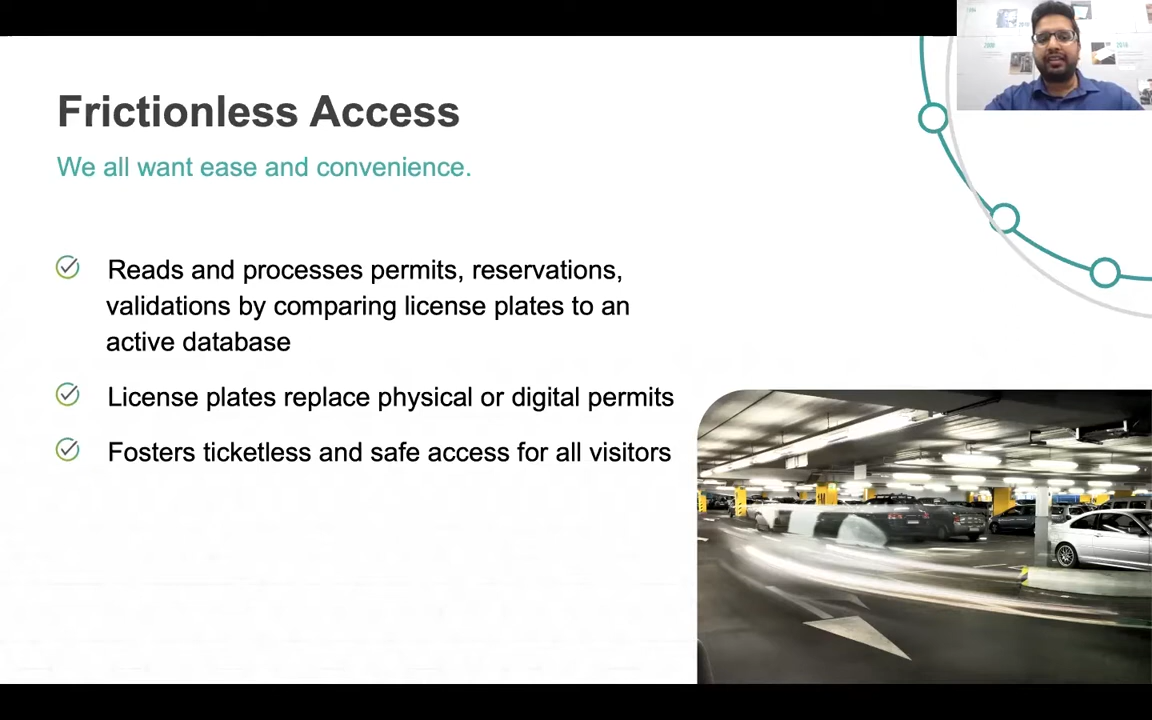 Frictionless Access
We all want ease and convenience.
Reads and processes permits, reservations,
validations by comparing license plates to an
active database
License plates replace physical or digital permits
Fosters ticketless and safe access for all visitors